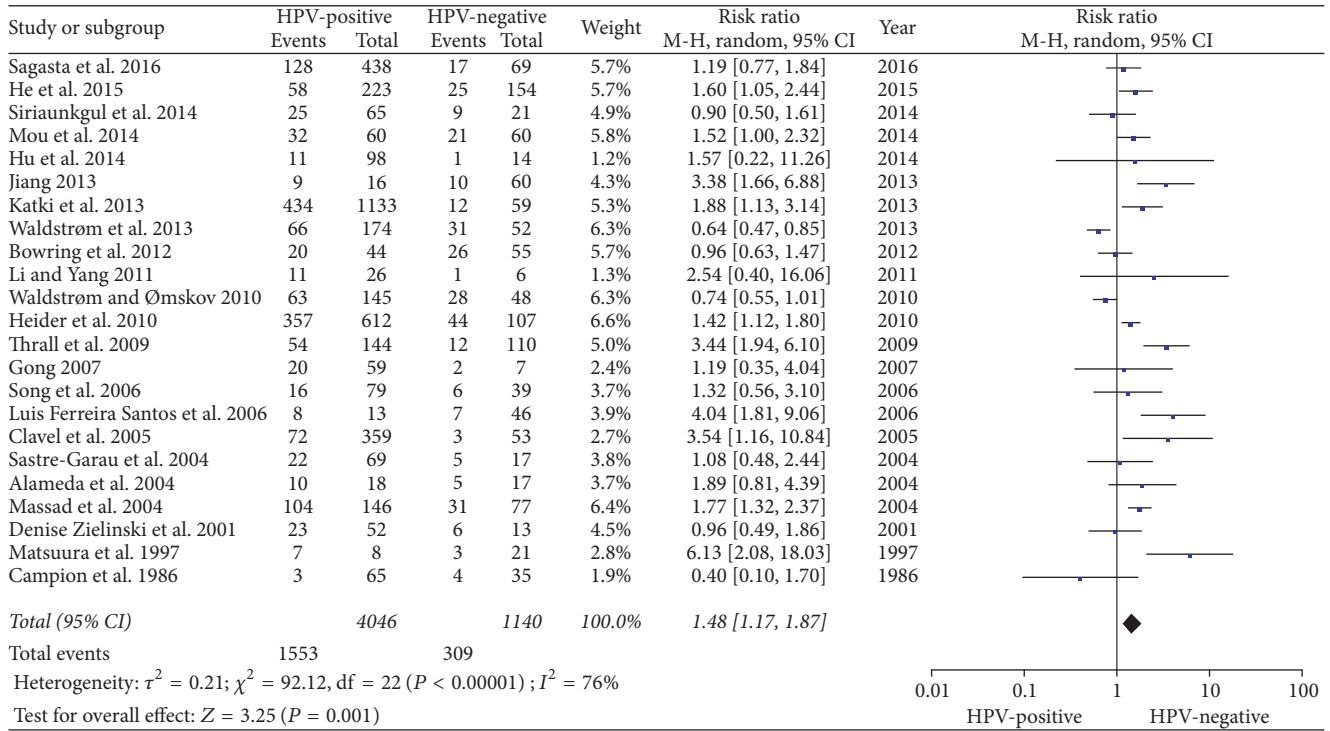 Study or subgroup HPV-positive HPV-negative Weight Risk ratio Year Risk ratio
Events Total Events Total M-H, random, 95% CI M-H, random, 95% CI
Sagasta et al. 2016 128 438 17 69 5.7% 1.19 [0.77, 1.84] 2016
He et al. 2015 58 223 25 154 5.7% 1.60 [1.05, 2.44] 2015
Siriaunkgul et al. 2014 25 65 9 21 4.9% 0.90 [0.50, 1.61] 2014
Mou et al. 2014 32 60 21 60 5.8% 1.52 [1.00, 2.32] 2014
Hu et al. 2014 11 98 1 14 1.2% 1.57 [0.22, 11.26] 2014
Jiang 2013 9 16 10 60 4.3% 3.38 [1.66, 6.88] 2013
Katki et al. 2013 434 1133 12 59 5.3% 1.88 [1.13, 3.14] 2013
Waldstrøm et al. 2013 66 174 31 52 6.3% 0.64 [0.47, 0.85] 2013
Bowring et al. 2012 20 44 26 55 5.7% 0.96 [0.63, 1.47] 2012
Li and Yang 2011 11 26 1 6 1.3% 2.54 [0.40, 16.06] 2011
Waldstrøm and Ømskov 2010 63 145 28 48 6.3% 0.74 [0.55, 1.01] 2010
Heider et al. 2010 357 612 44 107 6.6% 1.42 [1.12, 1.80] 2010
Thrall et al. 2009 54 144 12 110 5.0% 3.44 [1.94, 6.10] 2009
Gong 2007 20 59 2 7 2.4% 1.19 [0.35, 4.04] 2007
Song et al. 2006 16 79 6 39 3.7% 1.32 [0.56, 3.10] 2006
Luis Ferreira Santos et al. 2006 8 13 7 46 3.9% 4.04 [1.81, 9.06] 2006
Clavel et al. 2005 72 359 3 53 2.7% 3.54 [1.16, 10.84] 2005
Sastre-Garau et al. 2004 22 69 5 17 3.8% 1.08 [0.48, 2.44] 2004
Alameda et al. 2004 10 18 5 17 3.7% 1.89 [0.81, 4.39] 2004
Massad et al. 2004 104 146 31 77 6.4% 1.77 [1.32, 2.37] 2004
Denise Zielinski et al. 2001 23 52 6 13 4.5% 0.96 [0.49, 1.86] 2001
Matsuura et al. 1997 7 8 3 21 2.8% 6.13 [2.08, 18.03] 1997
Campion et al. 1986 3 65 4 35 1.9% 0.40 [0.10, 1.70] 1986
Total (95% CI) 4046 1140 100.0% 1.48 [1.17, 1.87]
Total events 1553 309
Heterogeneity: τ² = 0.21; χ² = 92.12, df = 22 (P < 0.00001) ; I² = 76%
0.01 0.1 1 10 100
Test for overall effect: Z = 3.25 (P = 0.001) HPV-positive HPV-negative